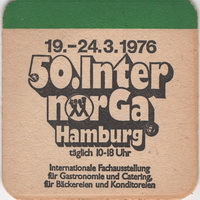 19.-24.3.1976
50.Inter
norGa
Hamburg
täglich 10-18 Uhr
Internationale Fachausstellung
für Gastronomie und Catering,
für Bäckereien und Konditoreien